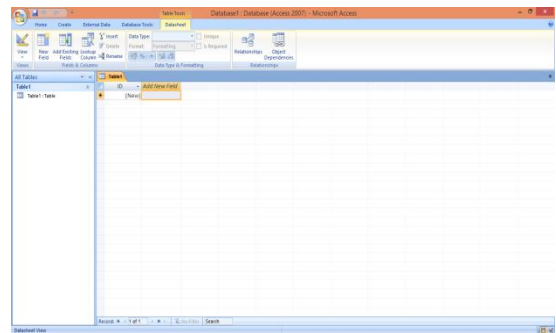 Table Tools
Database1 : Database (Access 2007) - Microsoft Access
Home Create External Data Database Tools Datasheet
View
New Field
Add Existing Fields
Lookup Column
Insert
Delete
Rename
Data Type:
Format: Formatting
Unique
Is Required
Relationships
Object Dependencies
Views
Fields & Columns
Data Type & Formatting
Relationships
All Tables
Table1
Table1 : Table
Table1
ID Add New Field
(New)
Record: 1 of 1 No Filter Search
Datasheet View